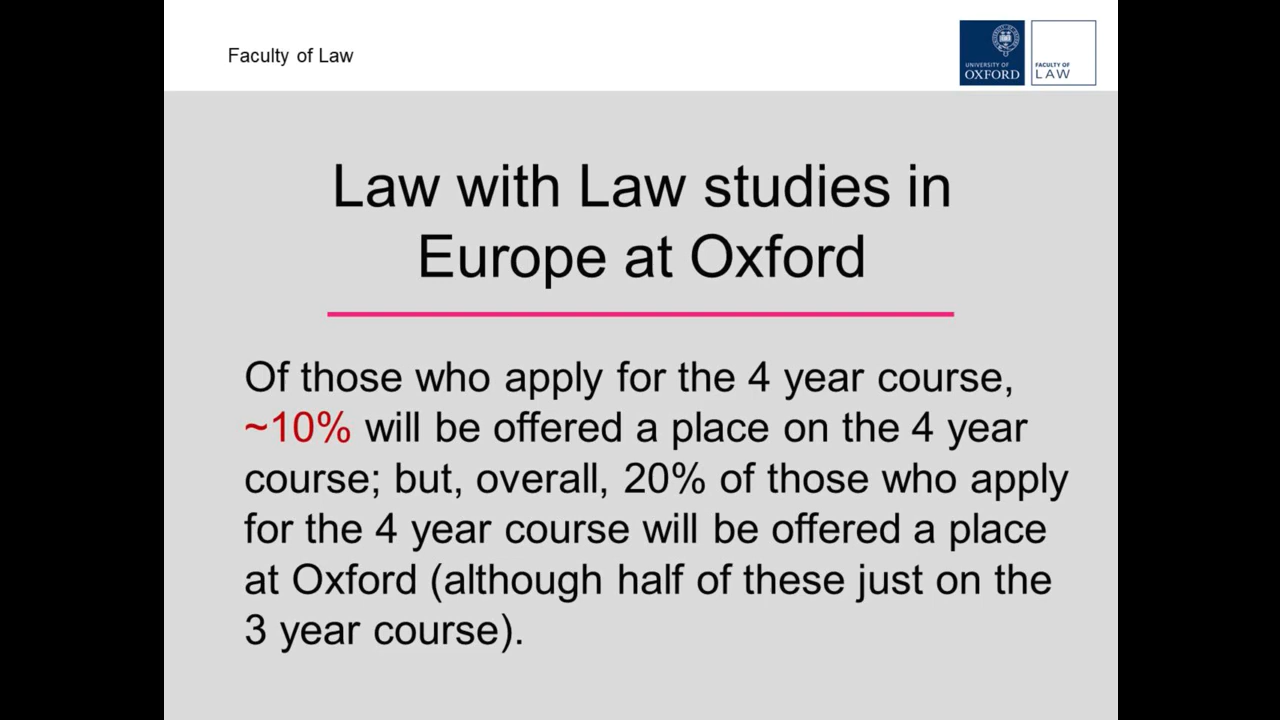 Faculty of Law
UNIVERSITY OF
OXFORD
FACULTY OF
LAW
Law with Law studies in
Europe at Oxford
Of those who apply for the 4 year course,
~10% will be offered a place on the 4 year
course; but, overall, 20% of those who apply
for the 4 year course will be offered a place
at Oxford (although half of these just on the
3 year course).